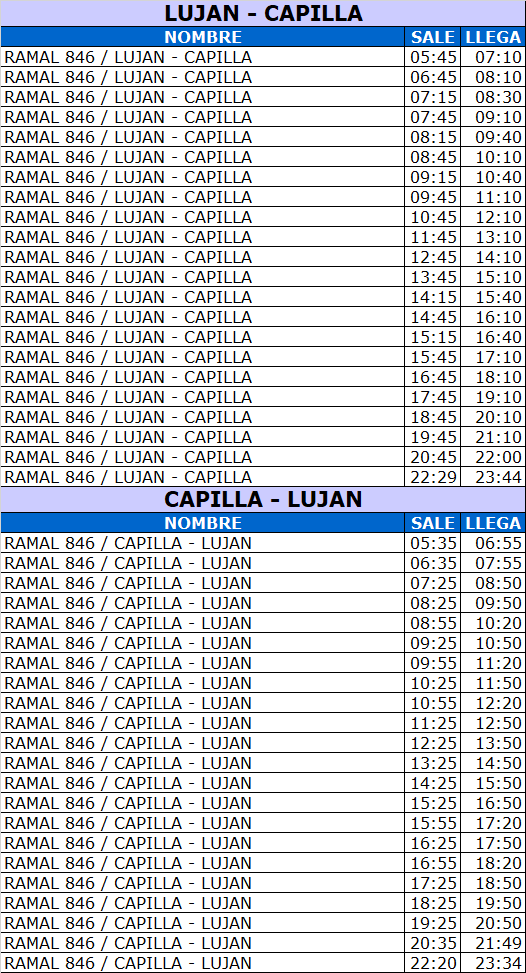 LUJAN - CAPILLA
NOMBRE SALE LLEGA
RAMAL 846 / LUJAN - CAPILLA 05:45 07:10
RAMAL 846 / LUJAN - CAPILLA 06:45 08:10
RAMAL 846 / LUJAN - CAPILLA 07:15 08:30
RAMAL 846 / LUJAN - CAPILLA 07:45 09:10
RAMAL 846 / LUJAN - CAPILLA 08:15 09:40
RAMAL 846 / LUJAN - CAPILLA 08:45 10:10
RAMAL 846 / LUJAN - CAPILLA 09:15 10:40
RAMAL 846 / LUJAN - CAPILLA 09:45 11:10
RAMAL 846 / LUJAN - CAPILLA 10:45 12:10
RAMAL 846 / LUJAN - CAPILLA 11:45 13:10
RAMAL 846 / LUJAN - CAPILLA 12:45 14:10
RAMAL 846 / LUJAN - CAPILLA 13:45 15:10
RAMAL 846 / LUJAN - CAPILLA 14:15 15:40
RAMAL 846 / LUJAN - CAPILLA 14:45 16:10
RAMAL 846 / LUJAN - CAPILLA 15:15 16:40
RAMAL 846 / LUJAN - CAPILLA 15:45 17:10
RAMAL 846 / LUJAN - CAPILLA 16:45 18:10
RAMAL 846 / LUJAN - CAPILLA 17:45 19:10
RAMAL 846 / LUJAN - CAPILLA 18:45 20:10
RAMAL 846 / LUJAN - CAPILLA 19:45 21:10
RAMAL 846 / LUJAN - CAPILLA 20:45 22:00
RAMAL 846 / LUJAN - CAPILLA 22:29 23:44
CAPILLA - LUJAN
NOMBRE SALE LLEGA
RAMAL 846 / CAPILLA - LUJAN 05:35 06:55
RAMAL 846 / CAPILLA - LUJAN 06:35 07:55
RAMAL 846 / CAPILLA - LUJAN 07:25 08:50
RAMAL 846 / CAPILLA - LUJAN 08:25 09:50
RAMAL 846 / CAPILLA - LUJAN 08:55 10:20
RAMAL 846 / CAPILLA - LUJAN 09:25 10:50
RAMAL 846 / CAPILLA - LUJAN 09:55 11:20
RAMAL 846 / CAPILLA - LUJAN 10:25 11:50
RAMAL 846 / CAPILLA - LUJAN 10:55 12:20
RAMAL 846 / CAPILLA - LUJAN 11:25 12:50
RAMAL 846 / CAPILLA - LUJAN 12:25 13:50
RAMAL 846 / CAPILLA - LUJAN 13:25 14:50
RAMAL 846 / CAPILLA - LUJAN 14:25 15:50
RAMAL 846 / CAPILLA - LUJAN 15:25 16:50
RAMAL 846 / CAPILLA - LUJAN 15:55 17:20
RAMAL 846 / CAPILLA - LUJAN 16:25 17:50
RAMAL 846 / CAPILLA - LUJAN 16:55 18:20
RAMAL 846 / CAPILLA - LUJAN 17:25 18:50
RAMAL 846 / CAPILLA - LUJAN 18:25 19:50
RAMAL 846 / CAPILLA - LUJAN 19:25 20:50
RAMAL 846 / CAPILLA - LUJAN 20:35 21:49
RAMAL 846 / CAPILLA - LUJAN 22:20 23:34